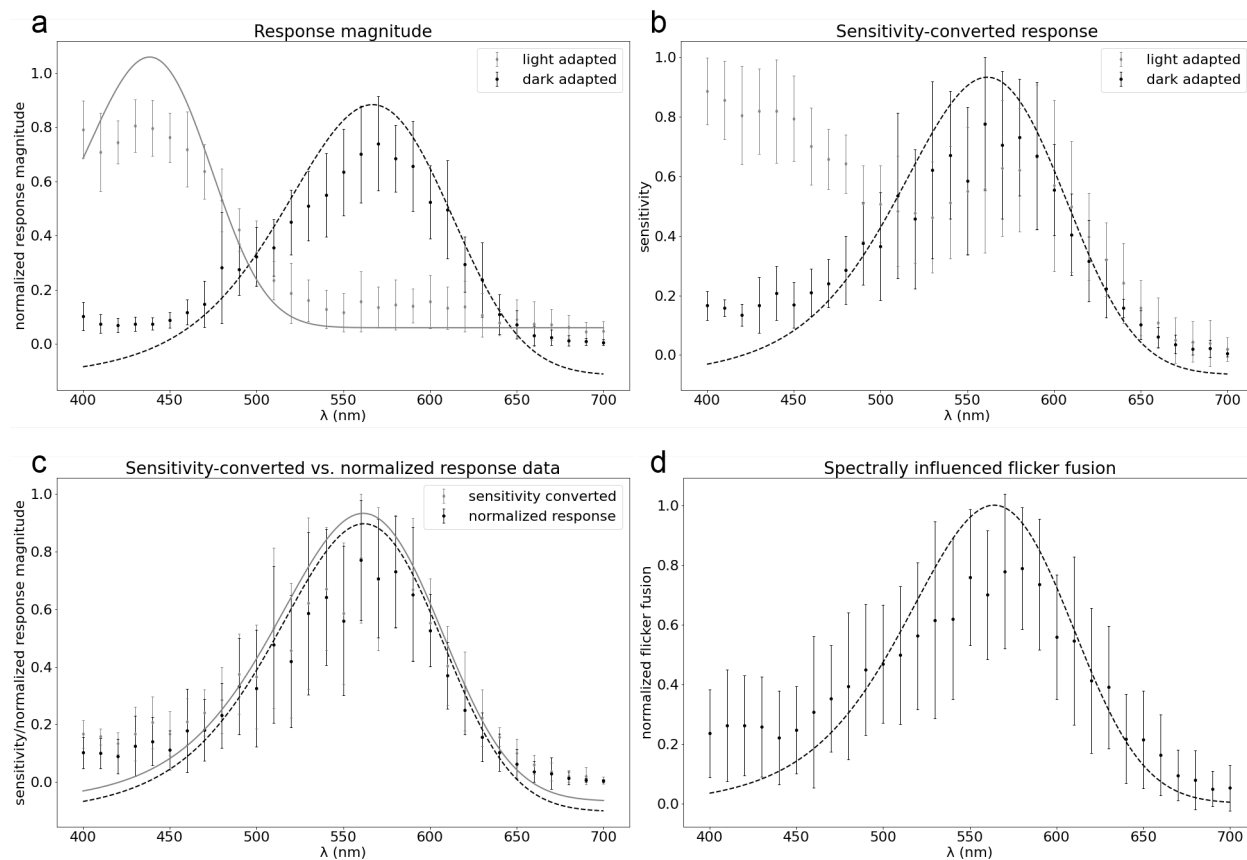 a
Response magnitude
light adapted
dark adapted
normalized response magnitude
1.0
0.8
0.6
0.4
0.2
0.0
400 450 500 550 600 650 700
λ (nm)
b
Sensitivity-converted response
light adapted
dark adapted
sensitivity
1.0
0.8
0.6
0.4
0.2
0.0
400 450 500 550 600 650 700
λ (nm)
c
Sensitivity-converted vs. normalized response data
sensitivity converted
normalized response
sensitivity/normalized response magnitude
1.0
0.8
0.6
0.4
0.2
0.0
400 450 500 550 600 650 700
λ (nm)
d
Spectrally influenced flicker fusion
normalized flicker fusion
1.0
0.8
0.6
0.4
0.2
0.0
400 450 500 550 600 650 700
λ (nm)